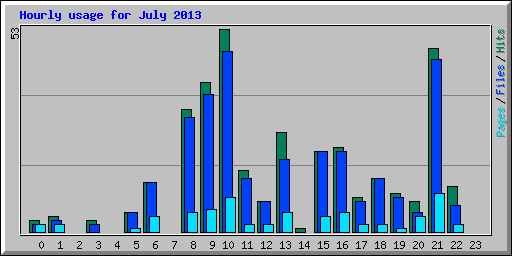 Hourly usage for July 2013
53
Pages / Files / Hits
0 1 2 3 4 5 6 7 8 9 10 11 12 13 14 15 16 17 18 19 20 21 22 23